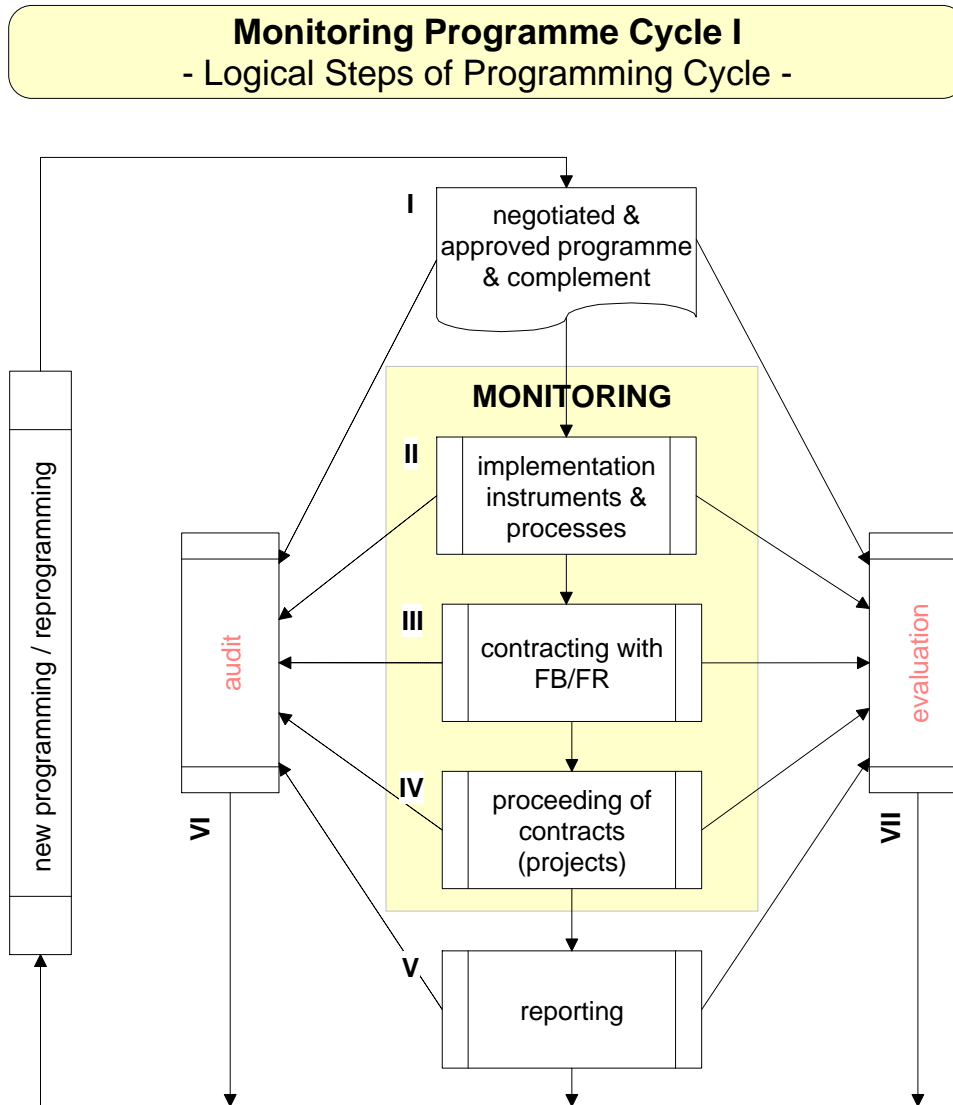 Monitoring Programme Cycle I
- Logical Steps of Programming Cycle -
I
negotiated &
approved programme
& complement
MONITORING
II
implementation
instruments &
processes
III
contracting with
FB/FR
IV
proceeding of
contracts
(projects)
V
reporting
new programming / reprogramming
audit
VI
evaluation
VII